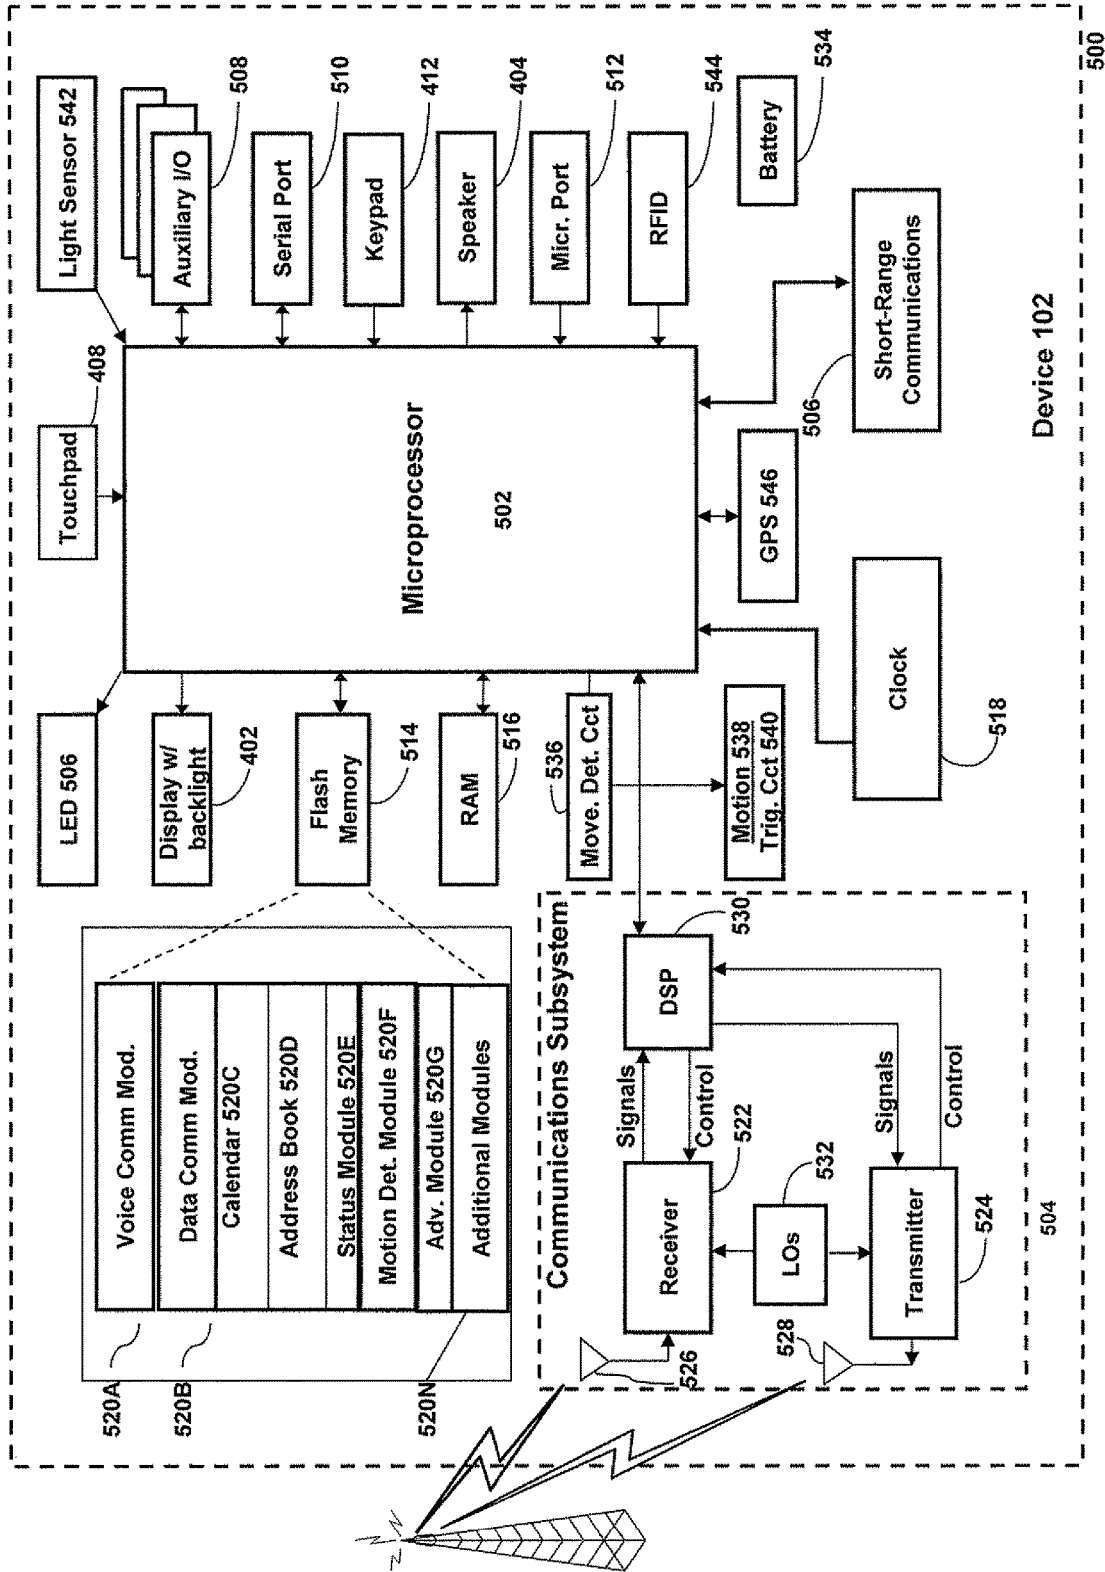 Light Sensor 542
Auxiliary I/O
508
Serial Port
510
Keypad
412
Speaker
404
Micr. Port
512
RFID
544
Battery
534
Touchpad
408
Microprocessor
502
GPS 546
506
Short-Range
Communications
Clock
518
Device 102
500
LED 506
Display w/
backlight
402
Flash
Memory
514
RAM
516
536
Move. Det. Cct
Motion 538
Trig. Cct 540
Voice Comm Mod.
Data Comm Mod.
Calendar 520C
Address Book 520D
Status Module 520E
Motion Det. Module 520F
Adv. Module 520G
Additional Modules
520A
520B
520N
Communications Subsystem
DSP
530
Signals
Control
Signals
Control
Receiver
522
LOs
532
Transmitter
524
526
528
504